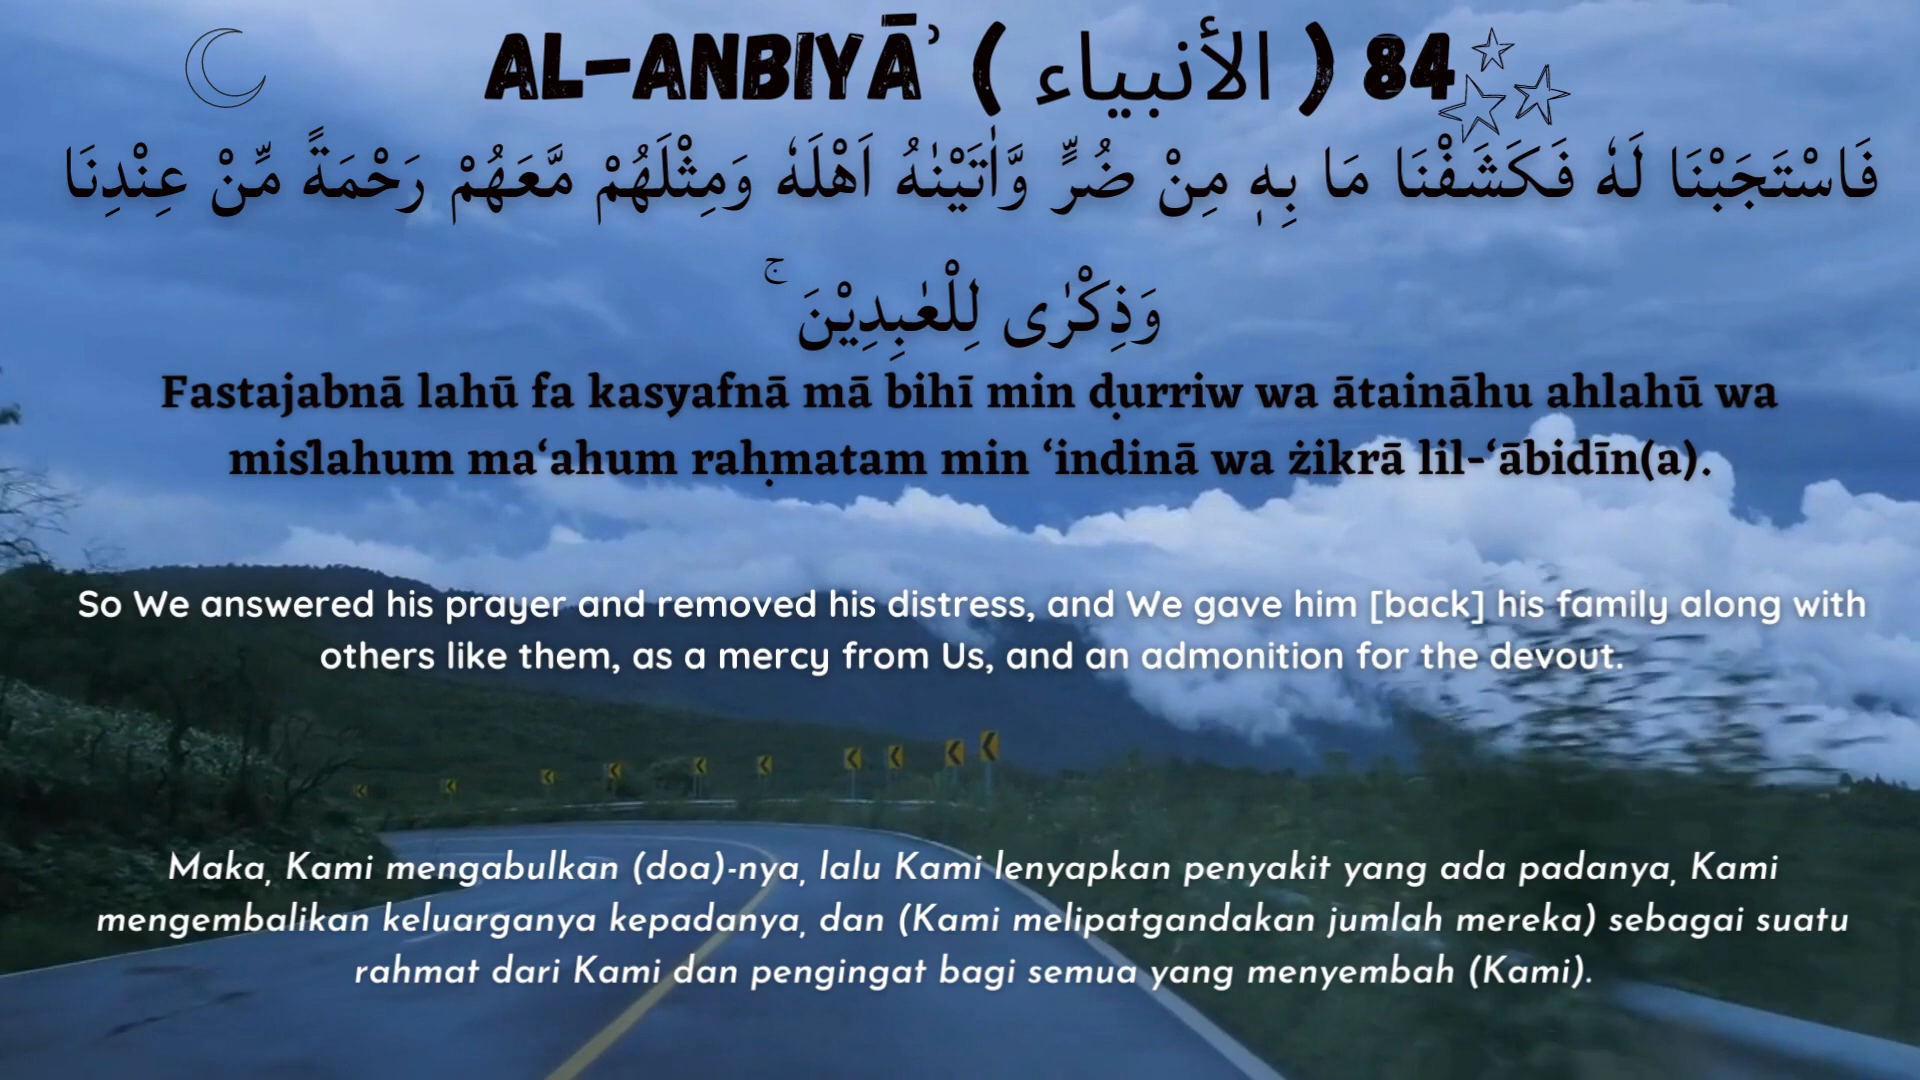 AL-ANBIYĀʾ ( الأنبياء ) 84
فَاسْتَجَبْنَا لَهٗ فَكَشَفْنَا مَا بِهٖ مِنْ ضُرٍّ وَّاٰتَيْنٰهُ اَهْلَهٗ وَمِثْلَهُمْ مَّعَهُمْ رَحْمَةً مِّنْ عِنْدِنَا
وَذِكْرٰى لِلْعٰبِدِيْنَ ۚ
Fastajabnā lahū fa kasyafnā mā bihī min ḍurriw wa ātaināhu ahlahū wa
miṡlahum ma‘ahum raḥmatam min ‘indinā wa żikrā lil-‘ābidīn(a).
So We answered his prayer and removed his distress, and We gave him [back] his family along with
others like them, as a mercy from Us, and an admonition for the devout.
Maka, Kami mengabulkan (doa)-nya, lalu Kami lenyapkan penyakit yang ada padanya, Kami
mengembalikan keluarganya kepadanya, dan (Kami melipatgandakan jumlah mereka) sebagai suatu
rahmat dari Kami dan pengingat bagi semua yang menyembah (Kami).